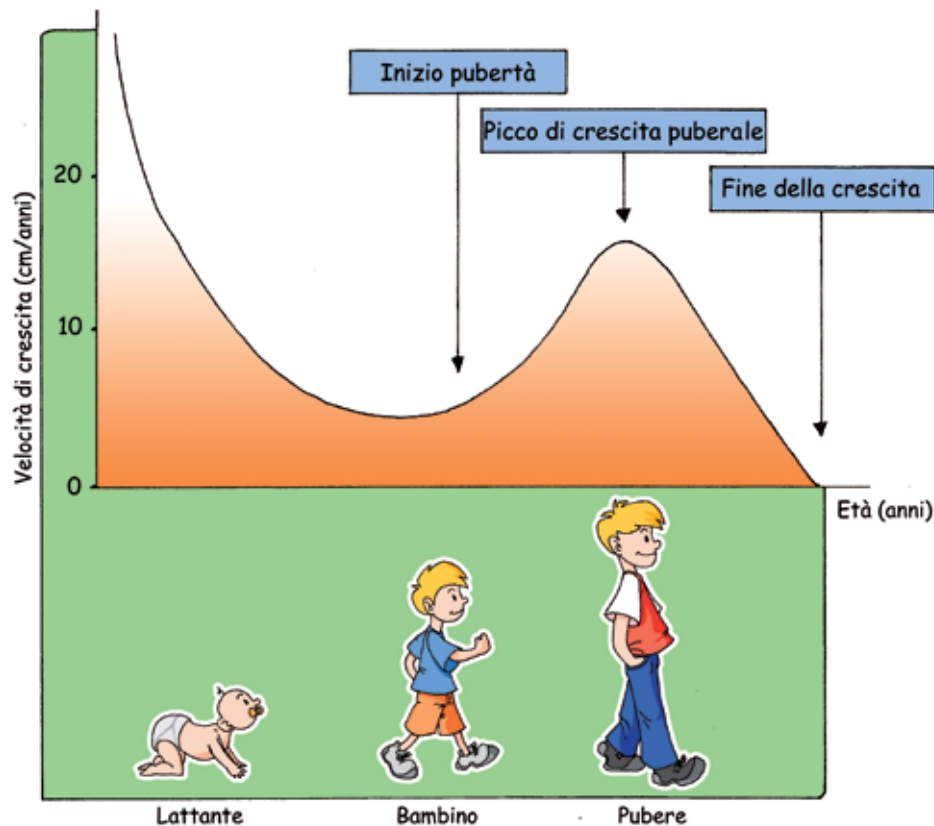 Inizio pubertà
Picco di crescita puberale
Fine della crescita
Velocità di crescita (cm/anni)
20
10
0
Età (anni)
Lattante
Bambino
Pubere